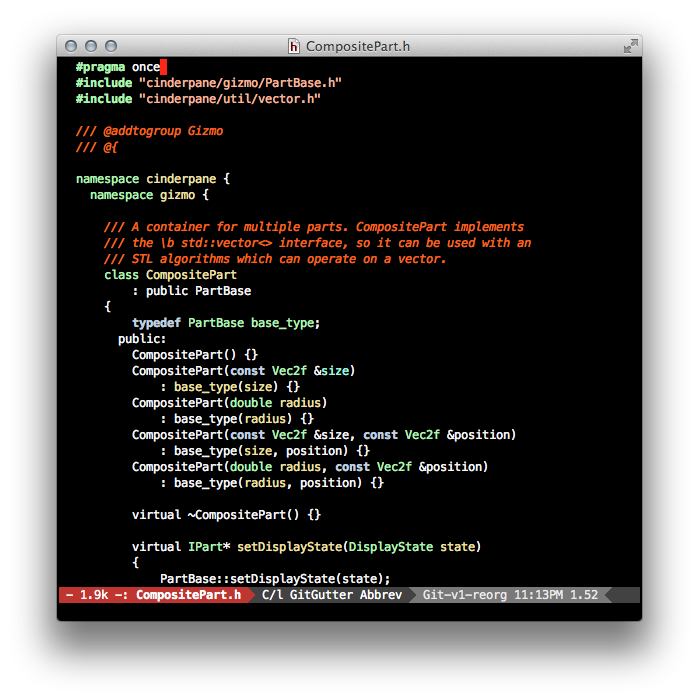 CompositePart.h
#pragma once
#include "cinderpane/gizmo/PartBase.h"
#include "cinderpane/util/vector.h"
/// @addtogroup Gizmo
/// @{
namespace cinderpane {
namespace gizmo {
/// A container for multiple parts. CompositePart implements
/// the \b std::vector<> interface, so it can be used with an
/// STL algorithms which can operate on a vector.
class CompositePart
: public PartBase
{
typedef PartBase base_type;
public:
CompositePart() {}
CompositePart(const Vec2f &size)
: base_type(size) {}
CompositePart(double radius)
: base_type(radius) {}
CompositePart(const Vec2f &size, const Vec2f &position)
: base_type(size, position) {}
CompositePart(double radius, const Vec2f &position)
: base_type(radius, position) {}
virtual ~CompositePart() {}
virtual IPart* setDisplayState(DisplayState state)
{
PartBase::setDisplayState(state);
- 1.9k -: CompositePart.h C/l GitGutter Abbrev Git-v1-reorg 11:13PM 1.52